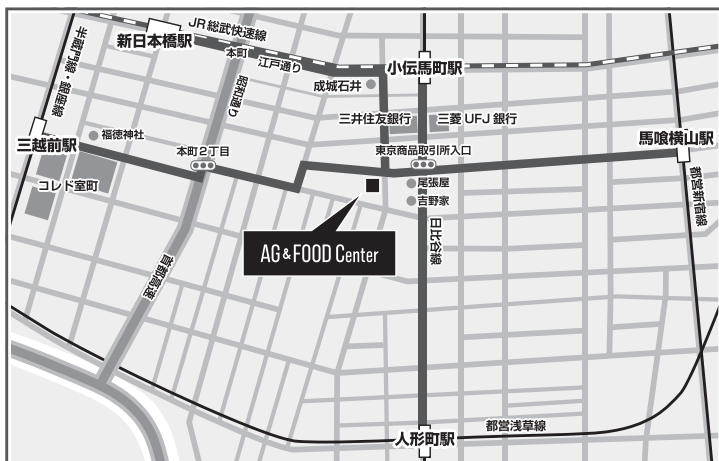 JR総武快速線
新日本橋駅
本町
江戸通り
小伝馬町駅
半蔵門線・銀座線
昭和通り
成城石井
三井住友銀行
三菱UFJ銀行
福徳神社
三越前駅
本町2丁目
東京商品取引所入口
馬喰横山駅
コレド室町
尾張屋
吉野家
都営新宿線
AG&FOOD Center
日比谷線
首都高速
都営浅草線
人形町駅